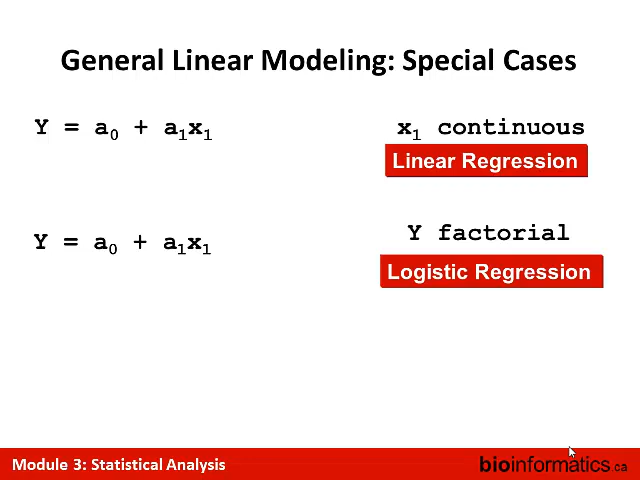 General Linear Modeling: Special Cases
Y = a0 + a1x1
x1 continuous
Linear Regression
Y = a0 + a1x1
Y factorial
Logistic Regression
Module 3: Statistical Analysis
bioinformatics.ca